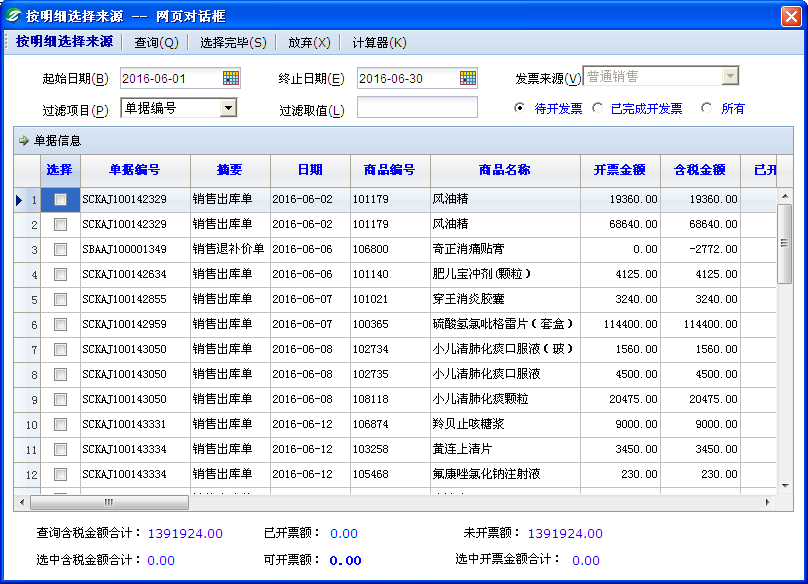 按明细选择来源 -- 网页对话框
按明细选择来源 查询(Q) 选择完毕(S) 放弃(X) 计算器(K)
起始日期(B) 2016-06-01 终止日期(E) 2016-06-30 发票来源(V) 普通销售
过滤项目(P) 单据编号 过滤取值(L) 待开发票 已完成开发票 所有
单据信息
选择 单据编号 摘要 日期 商品编号 商品名称 开票金额 含税金额 已开
1 SCKAJ100142329 销售出库单 2016-06-02 101179 风油精 19360.00 19360.00
2 SCKAJ100142329 销售出库单 2016-06-02 101179 风油精 68640.00 68640.00
3 SBAAJ100001349 销售退补价单 2016-06-06 106800 奇正消痛贴膏 0.00 -2772.00
4 SCKAJ100142634 销售出库单 2016-06-06 101140 肥儿宝冲剂(颗粒) 4125.00 4125.00
5 SCKAJ100142855 销售出库单 2016-06-07 101021 穿王消炎胶囊 3240.00 3240.00
6 SCKAJ100142959 销售出库单 2016-06-07 100365 硫酸氢氯吡格雷片(套盒) 114400.00 114400.00
7 SCKAJ100143050 销售出库单 2016-06-08 102734 小儿清肺化痰口服液(玻) 1560.00 1560.00
8 SCKAJ100143050 销售出库单 2016-06-08 102735 小儿清肺化痰口服液 4500.00 4500.00
9 SCKAJ100143050 销售出库单 2016-06-08 108118 小儿清肺化痰颗粒 20475.00 20475.00
10 SCKAJ100143331 销售出库单 2016-06-12 106874 羚贝止咳糖浆 9000.00 9000.00
11 SCKAJ100143334 销售出库单 2016-06-12 103258 黄连上清片 3450.00 3450.00
12 SCKAJ100143334 销售出库单 2016-06-12 105468 氟康唑氯化钠注射液 230.00 230.00
查询含税金额合计： 1391924.00 已开票额： 0.00 未开票额： 1391924.00
选中含税金额合计： 0.00 可开票额： 0.00 选中开票金额合计： 0.00